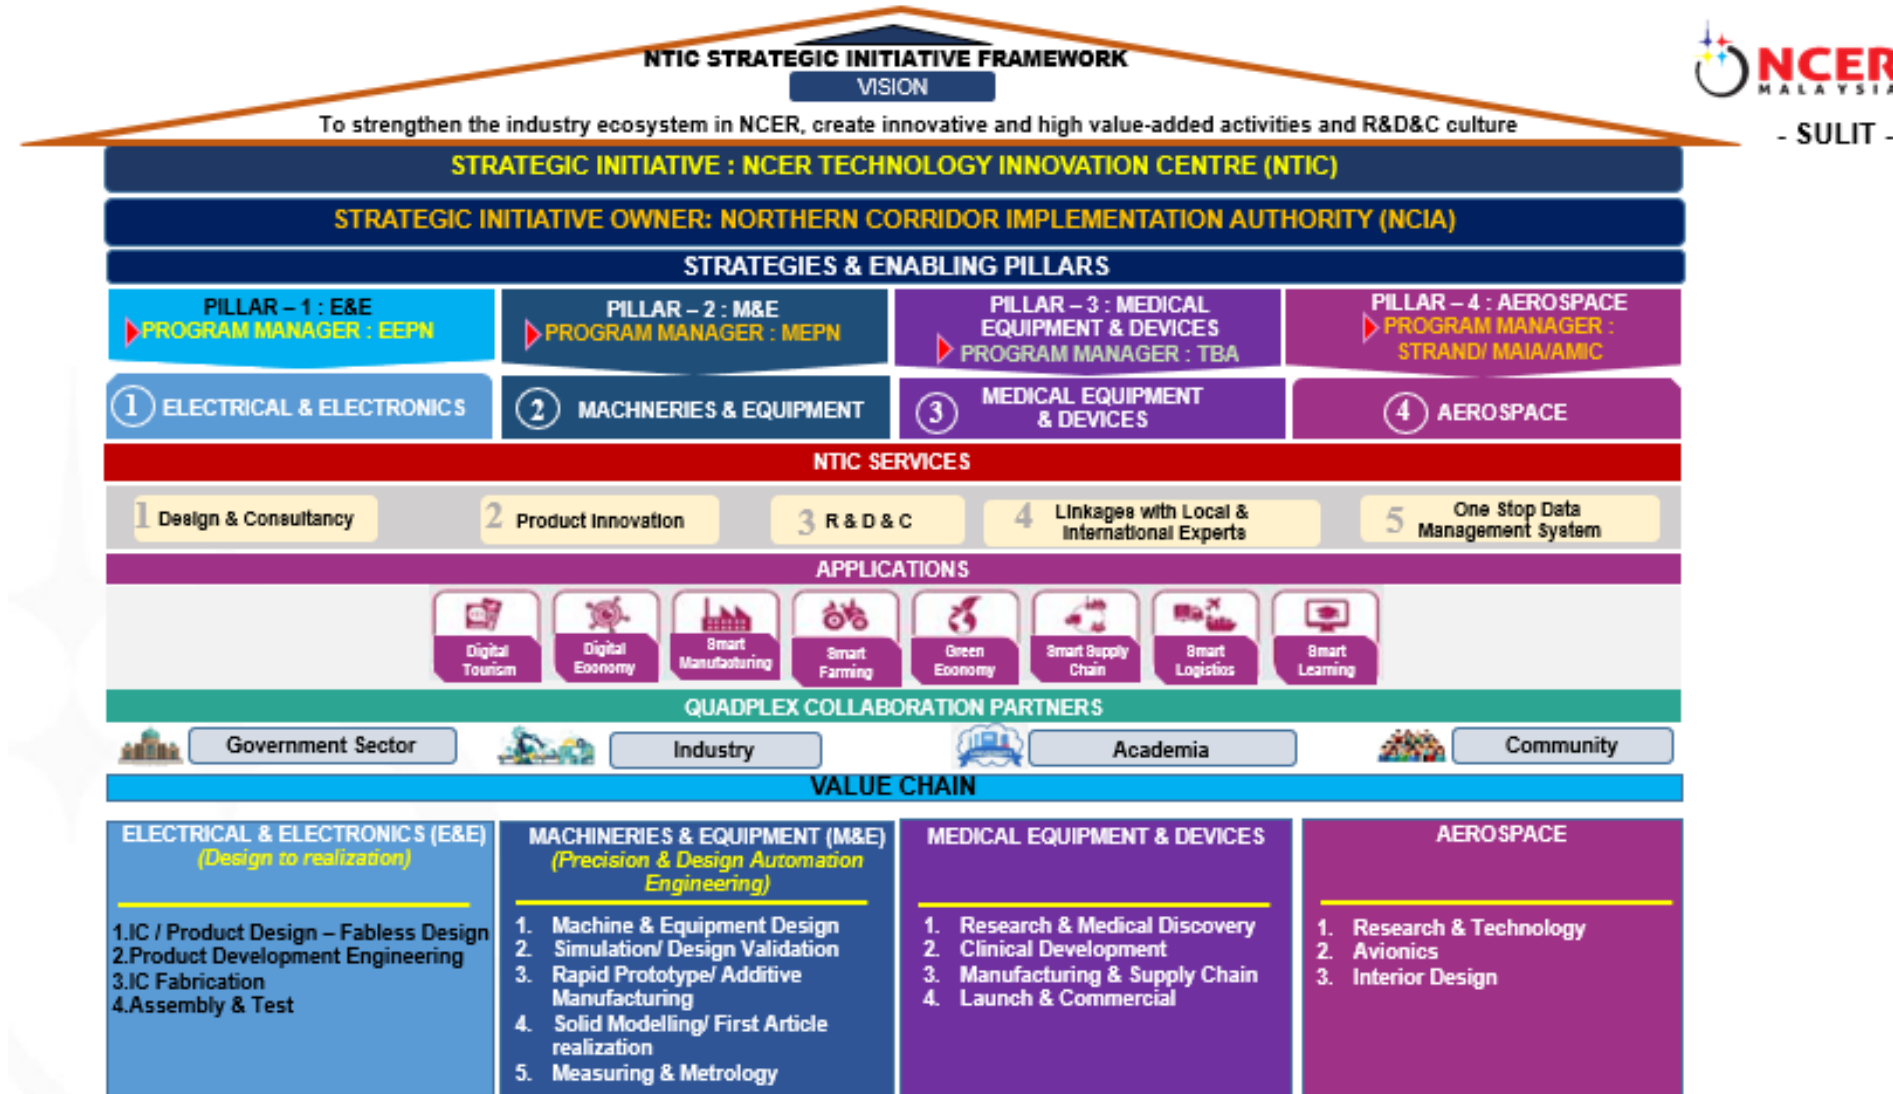 NTIC STRATEGIC INITIATIVE FRAMEWORK
VISION
To strengthen the industry ecosystem in NCER, create innovative and high value-added activities and R&D&C culture
NCER
MALAYSIA
- SULIT -
STRATEGIC INITIATIVE : NCER TECHNOLOGY INNOVATION CENTRE (NTIC)
STRATEGIC INITIATIVE OWNER: NORTHERN CORRIDOR IMPLEMENTATION AUTHORITY (NCIA)
STRATEGIES & ENABLING PILLARS
PILLAR – 1 : E&E
PROGRAM MANAGER : EEPN
PILLAR – 2 : M&E
PROGRAM MANAGER : MEPN
PILLAR – 3 : MEDICAL
EQUIPMENT & DEVICES
PROGRAM MANAGER : TBA
PILLAR – 4 : AEROSPACE
PROGRAM MANAGER :
STRAND/ MAIA/AMIC
1 ELECTRICAL & ELECTRONICS
2 MACHNERIES & EQUIPMENT
3 MEDICAL EQUIPMENT
& DEVICES
4 AEROSPACE
NTIC SERVICES
1 Design & Consultancy
2 Product Innovation
3 R & D & C
4 Linkages with Local &
International Experts
5 One Stop Data
Management System
APPLICATIONS
Digital
Tourism
Digital
Economy
Smart
Manufacturing
Smart
Farming
Green
Economy
Smart Supply
Chain
Smart
Logistics
Smart
Learning
QUADPLEX COLLABORATION PARTNERS
Government Sector
Industry
Academia
Community
VALUE CHAIN
ELECTRICAL & ELECTRONICS (E&E)
(Design to realization)
1.IC / Product Design – Fabless Design
2.Product Development Engineering
3.IC Fabrication
4.Assembly & Test
MACHINERIES & EQUIPMENT (M&E)
(Precision & Design Automation
Engineering)
1. Machine & Equipment Design
2. Simulation/ Design Validation
3. Rapid Prototype/ Additive
Manufacturing
4. Solid Modelling/ First Article
realization
5. Measuring & Metrology
MEDICAL EQUIPMENT & DEVICES
1. Research & Medical Discovery
2. Clinical Development
3. Manufacturing & Supply Chain
4. Launch & Commercial
AEROSPACE
1. Research & Technology
2. Avionics
3. Interior Design